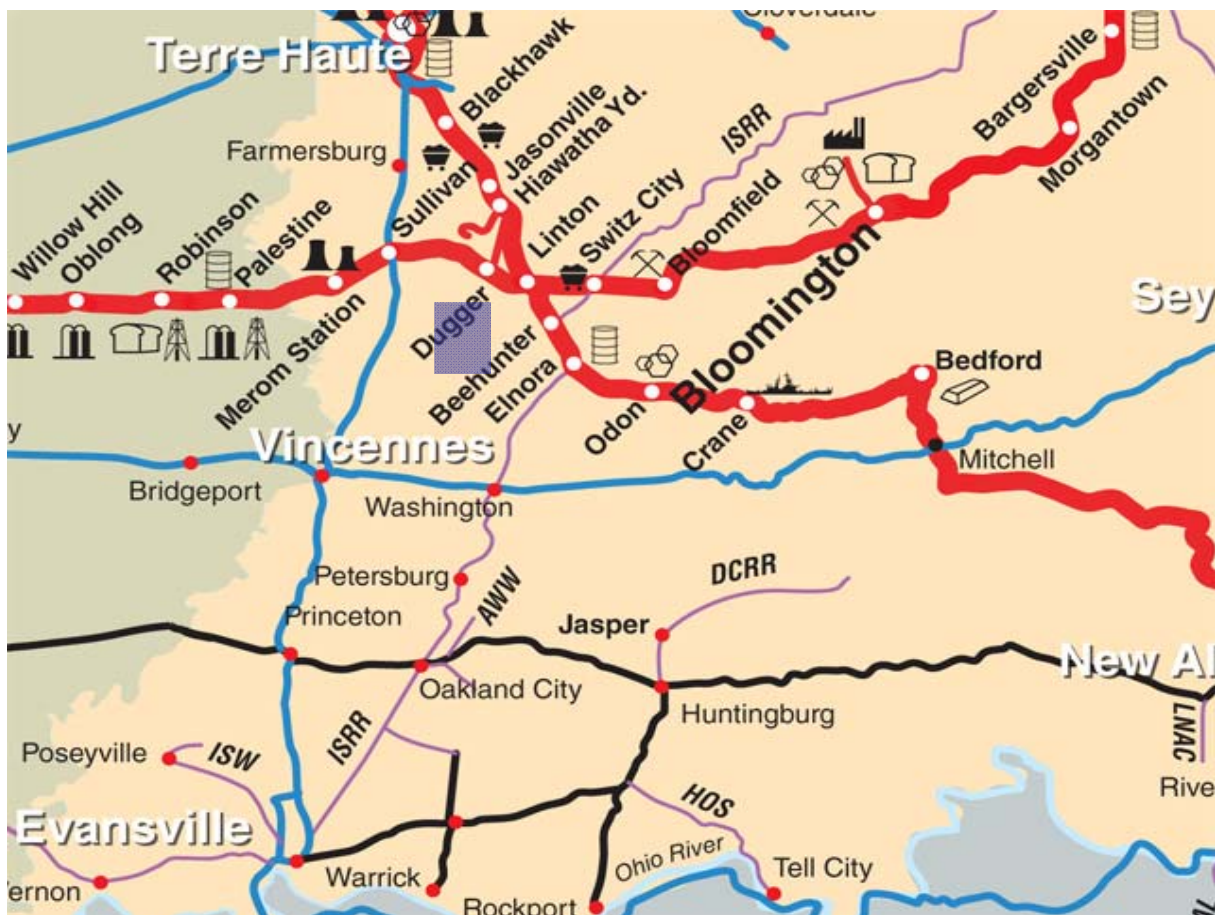 Cloverdale
Terre Haute
Blackhawk
Jasonville
Hiawatha Yd.
Bargersville
Morgantown
ISRR
Farmersburg
Sullivan
Linton
Switz City
Bloomfield
Willow Hill
Oblong
Robinson
Palestine
Merom Station
Dugger
Beehunter
Elnora
Odon
Bloomington
Crane
Bedford
Sey
y
Vincennes
Mitchell
Bridgeport
Washington
Petersburg
AWW
DCRR
Princeton
Jasper
New Al
Oakland City
Huntingburg
LNAC
Poseyville
ISW
ISRR
Rive
HOS
Evansville
Ohio River
Tell City
Warrick
Vernon
Rockport